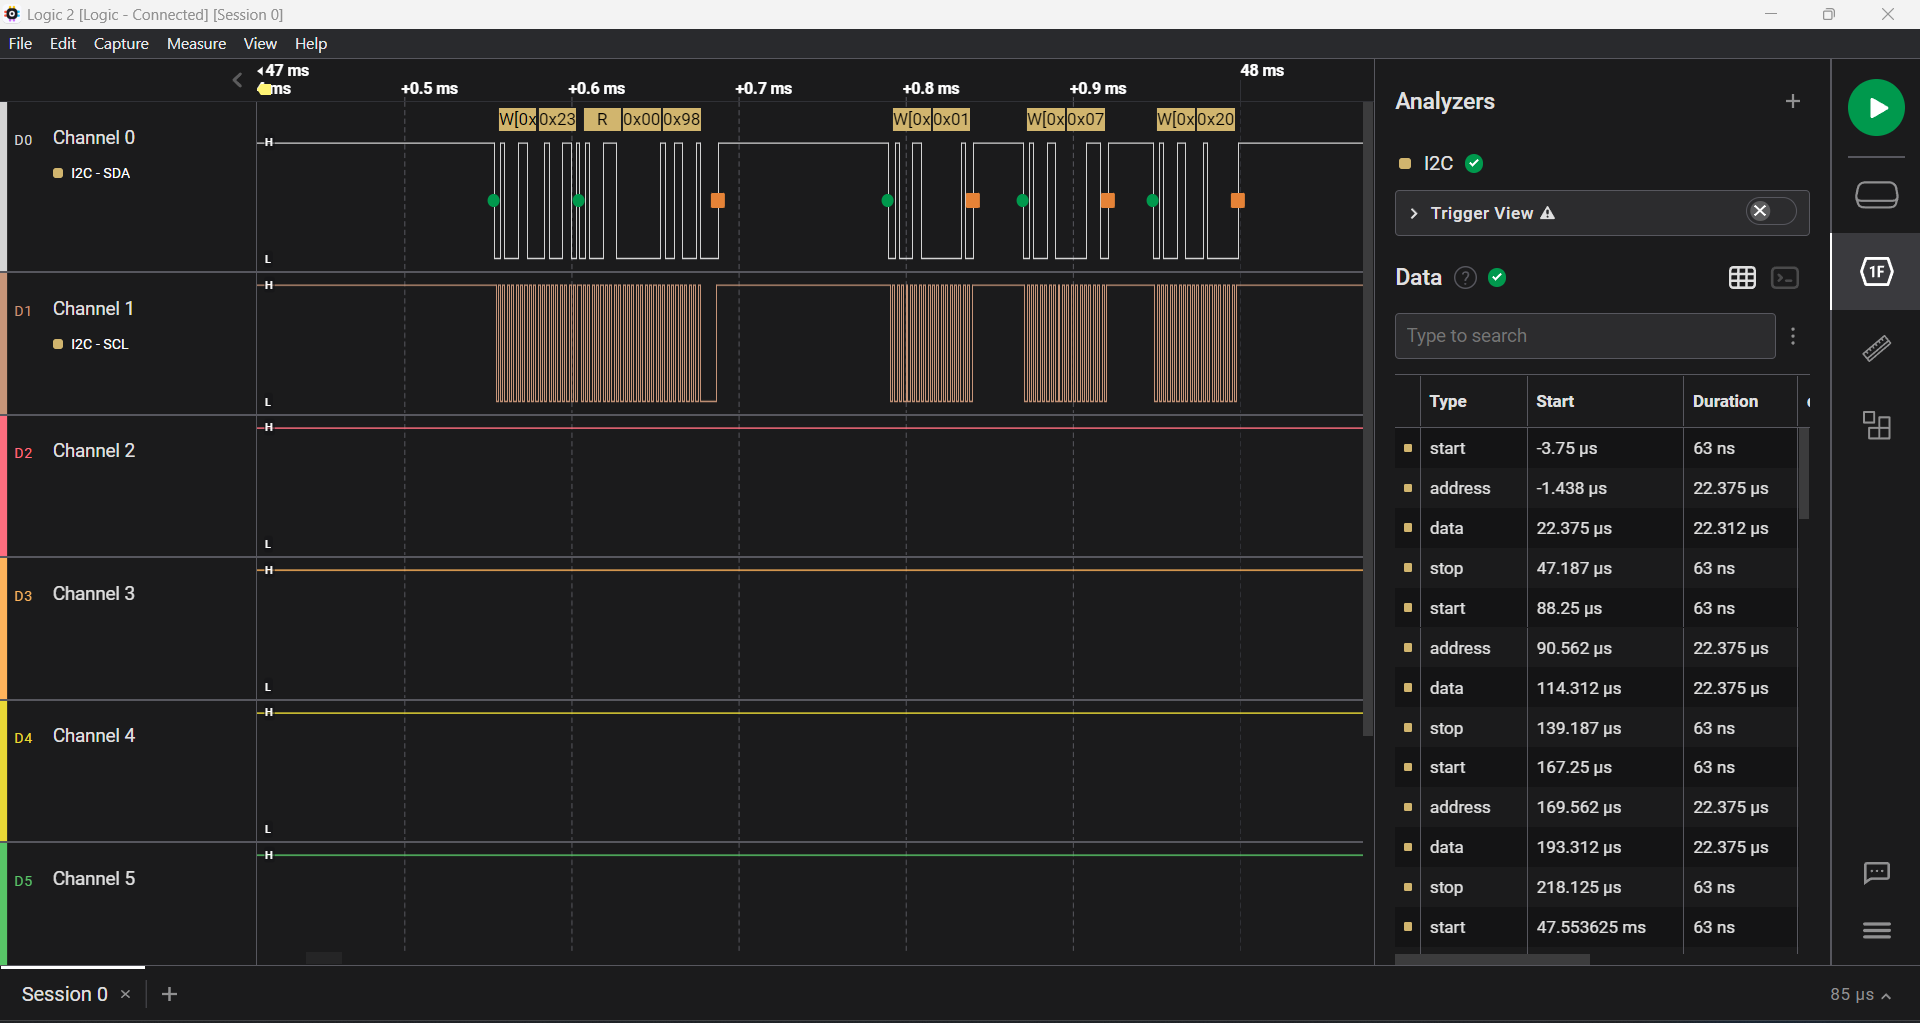 Logic 2 [Logic - Connected] [Session 0]
File Edit Capture Measure View Help
47 ms 48 ms
+0.5 ms +0.6 ms +0.7 ms +0.8 ms +0.9 ms
W[0x 0x23 R 0x00 0x98 W[0x 0x01 W[0x 0x07 W[0x 0x20
D0 Channel 0
I2C - SDA
H
L
D1 Channel 1
I2C - SCL
H
L
D2 Channel 2
H
L
D3 Channel 3
H
L
D4 Channel 4
H
L
D5 Channel 5
H
Analyzers
I2C
Trigger View
Data
1F
Type to search
Type Start Duration
start -3.75 µs 63 ns
address -1.438 µs 22.375 µs
data 22.375 µs 22.312 µs
stop 47.187 µs 63 ns
start 88.25 µs 63 ns
address 90.562 µs 22.375 µs
data 114.312 µs 22.375 µs
stop 139.187 µs 63 ns
start 167.25 µs 63 ns
address 169.562 µs 22.375 µs
data 193.312 µs 22.375 µs
stop 218.125 µs 63 ns
start 47.553625 ms 63 ns
Session 0
85 µs